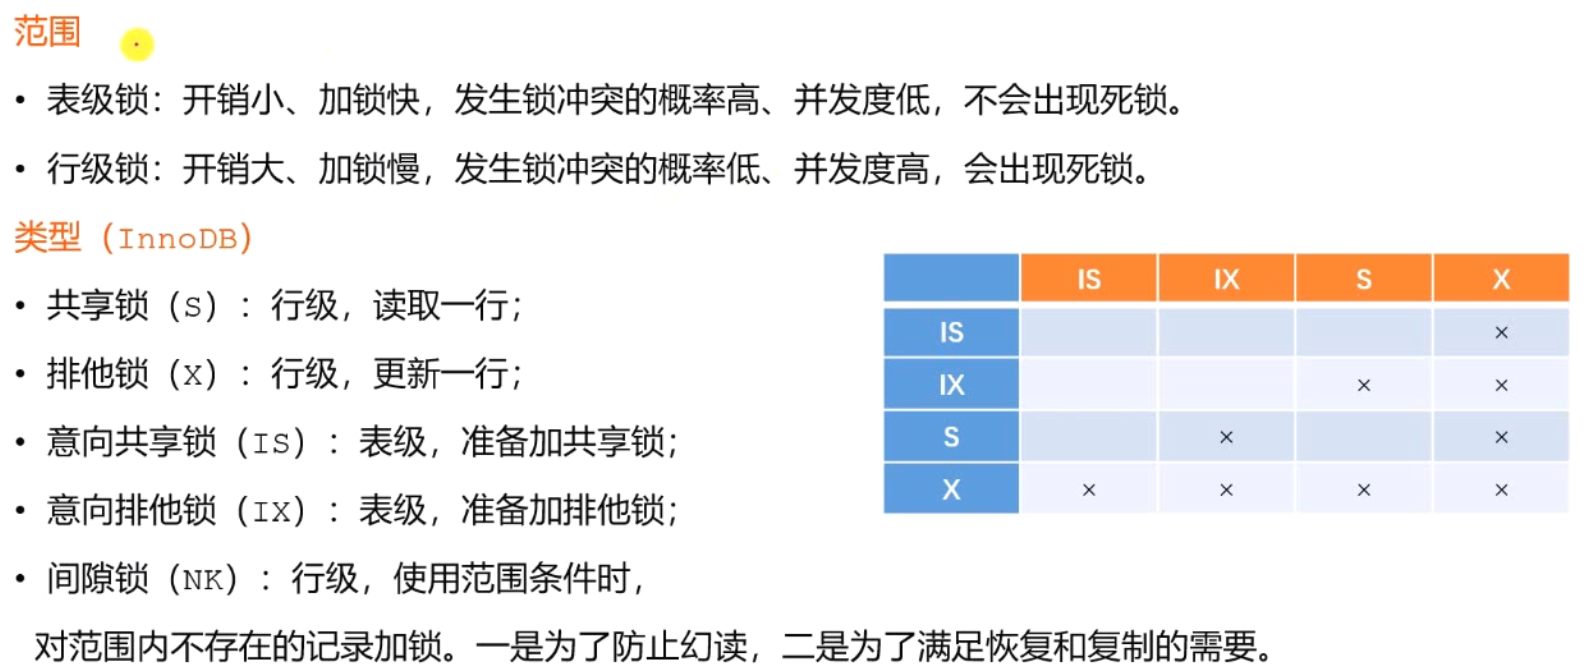 范围
• 表级锁：开销小、加锁快，发生锁冲突的概率高、并发度低，不会出现死锁。
• 行级锁：开销大、加锁慢，发生锁冲突的概率低、并发度高，会出现死锁。
类型（InnoDB）
• 共享锁（S）：行级，读取一行；
• 排他锁（X）：行级，更新一行；
• 意向共享锁（IS）：表级，准备加共享锁；
• 意向排他锁（IX）：表级，准备加排他锁；
• 间隙锁（NK）：行级，使用范围条件时，
对范围内不存在的记录加锁。一是为了防止幻读，二是为了满足恢复和复制的需要。
IS IX S X
IS ×
IX × ×
S × ×
X × × × ×